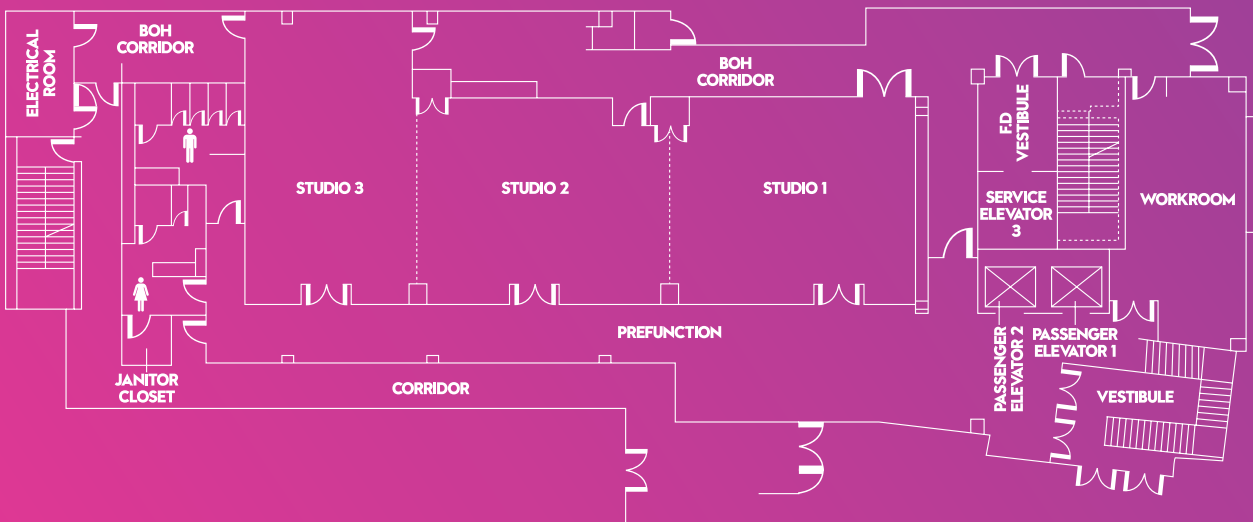 ELECTRICAL
ROOM
BOH
CORRIDOR
BOH
CORRIDOR
F.D
VESTIBULE
STUDIO 3
STUDIO 2
STUDIO 1
SERVICE
ELEVATOR
3
WORKROOM
PREFUNCTION
PASSENGER
ELEVATOR 2
PASSENGER
ELEVATOR 1
JANITOR
CLOSET
CORRIDOR
VESTIBULE